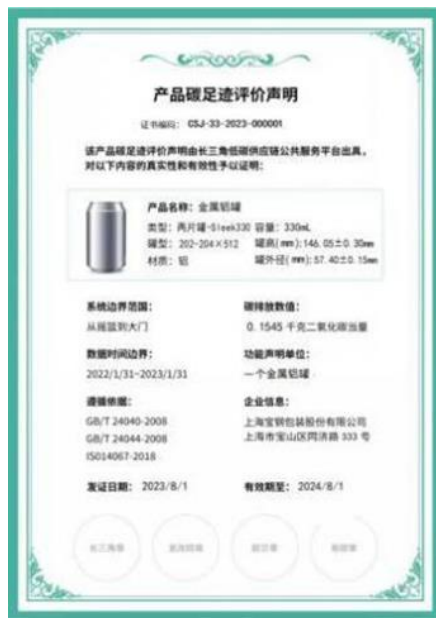 产品碳足迹评价声明
证书编码： CSJ-33-2023-000001
该产品碳足迹评价声明由长三角低碳供应链公共服务平台出具，
对以下内容的真实性和有效性予以证明：
产品名称：金属铝罐
类型：两片罐-Sleek330 容量：330mL
罐型：202-204×512 罐高(mm):146.05±0.30mm
材质：铝 罐外径(mm):57.40±0.15mm
系统边界范围： 碳排放数值：
从摇篮到大门 0.1545 千克二氧化碳当量
数据时间边界： 功能声明单位：
2022/1/31-2023/1/31 一个金属铝罐
遵循依据： 企业信息：
GB/T 24040-2008 上海宝钢包装股份有限公司
GB/T 24044-2008 上海市宝山区同济路 333 号
ISO14067-2018
发证日期： 2023/8/1 有效期至： 2024/8/1
长三角章